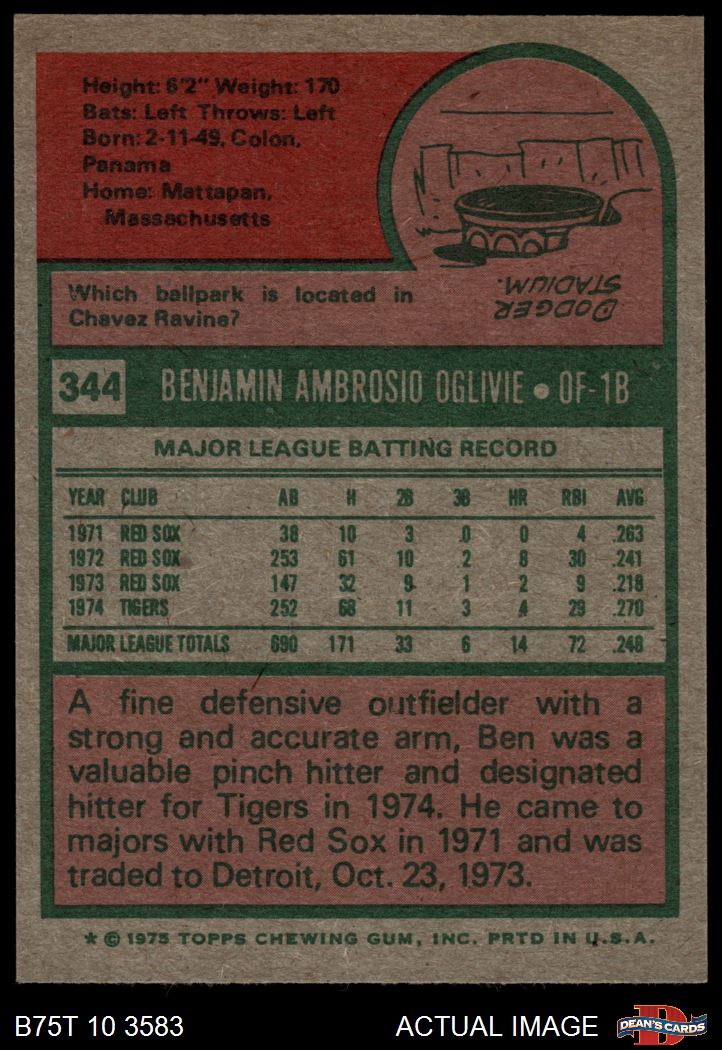 Height: 6'2" Weight: 170
Bats: Left Throws: Left
Born: 2-11-49, Colon,
Panama
Home: Mattapan,
Massachusetts
Which ballpark is located in
Chavez Ravine?
DODGER
STADIUM.
344 BENJAMIN AMBROSIO OGLIVIE • OF-1B
MAJOR LEAGUE BATTING RECORD
YEAR CLUB AB H 2B 3B HR RBI AVG
1971 RED SOX 38 10 3 0 0 4 .263
1972 RED SOX 253 61 10 2 8 30 .241
1973 RED SOX 147 32 9 1 2 9 .218
1974 TIGERS 252 68 11 3 4 29 .270
MAJOR LEAGUE TOTALS 690 171 33 6 14 72 .248
A fine defensive outfielder with a
strong and accurate arm, Ben was a
valuable pinch hitter and designated
hitter for Tigers in 1974. He came to
majors with Red Sox in 1971 and was
traded to Detroit, Oct. 23, 1973.
* © 1975 TOPPS CHEWING GUM, INC. PRTD IN U.S.A.
B75T 10 3583 ACTUAL IMAGE DEAN'S CARDS